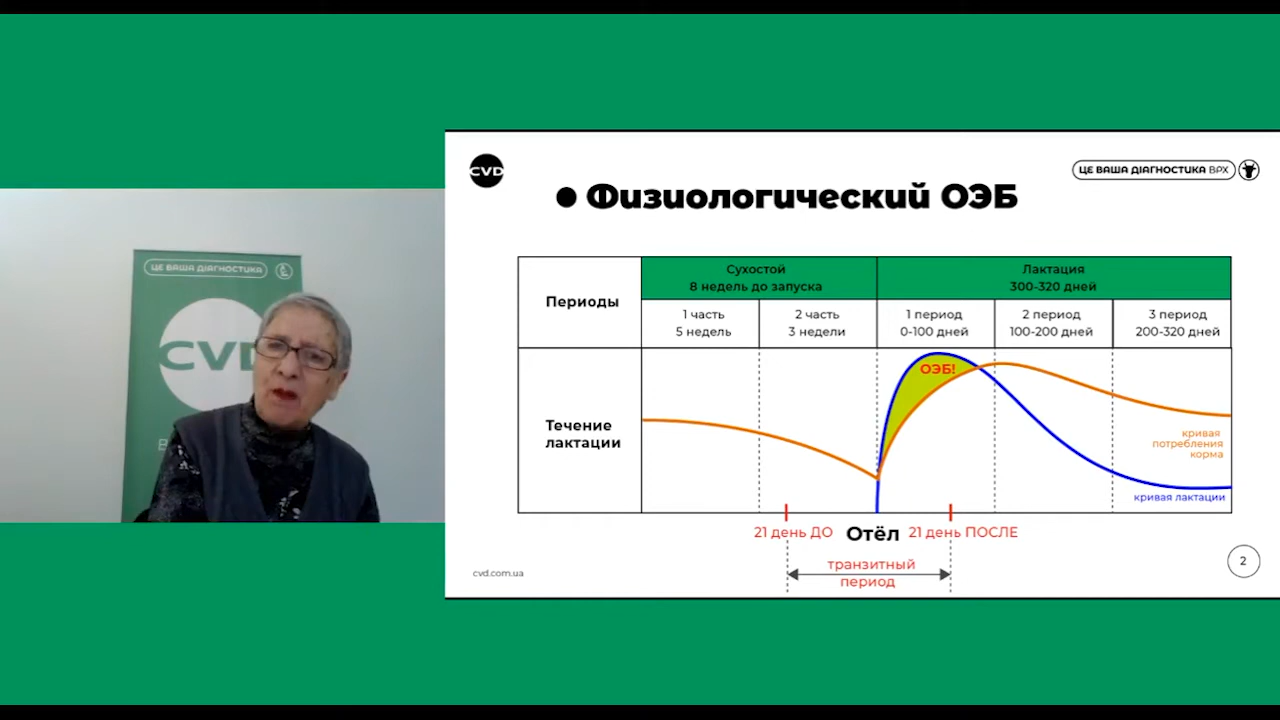 ЦЕ ВАША ДІАГНОСТИКА
CVD
CVD
ЦЕ ВАША ДІАГНОСТИКА ВРХ
● Физиологический ОЭБ
Периоды
Сухостой
8 недель до запуска
Лактация
300-320 дней
1 часть
5 недель
2 часть
3 недели
1 период
0-100 дней
2 период
100-200 дней
3 период
200-320 дней
Течение
лактации
ОЭБ!
кривая
потребления
корма
кривая лактации
21 день ДО
Отёл
21 день ПОСЛЕ
транзитный
период
cvd.com.ua
2